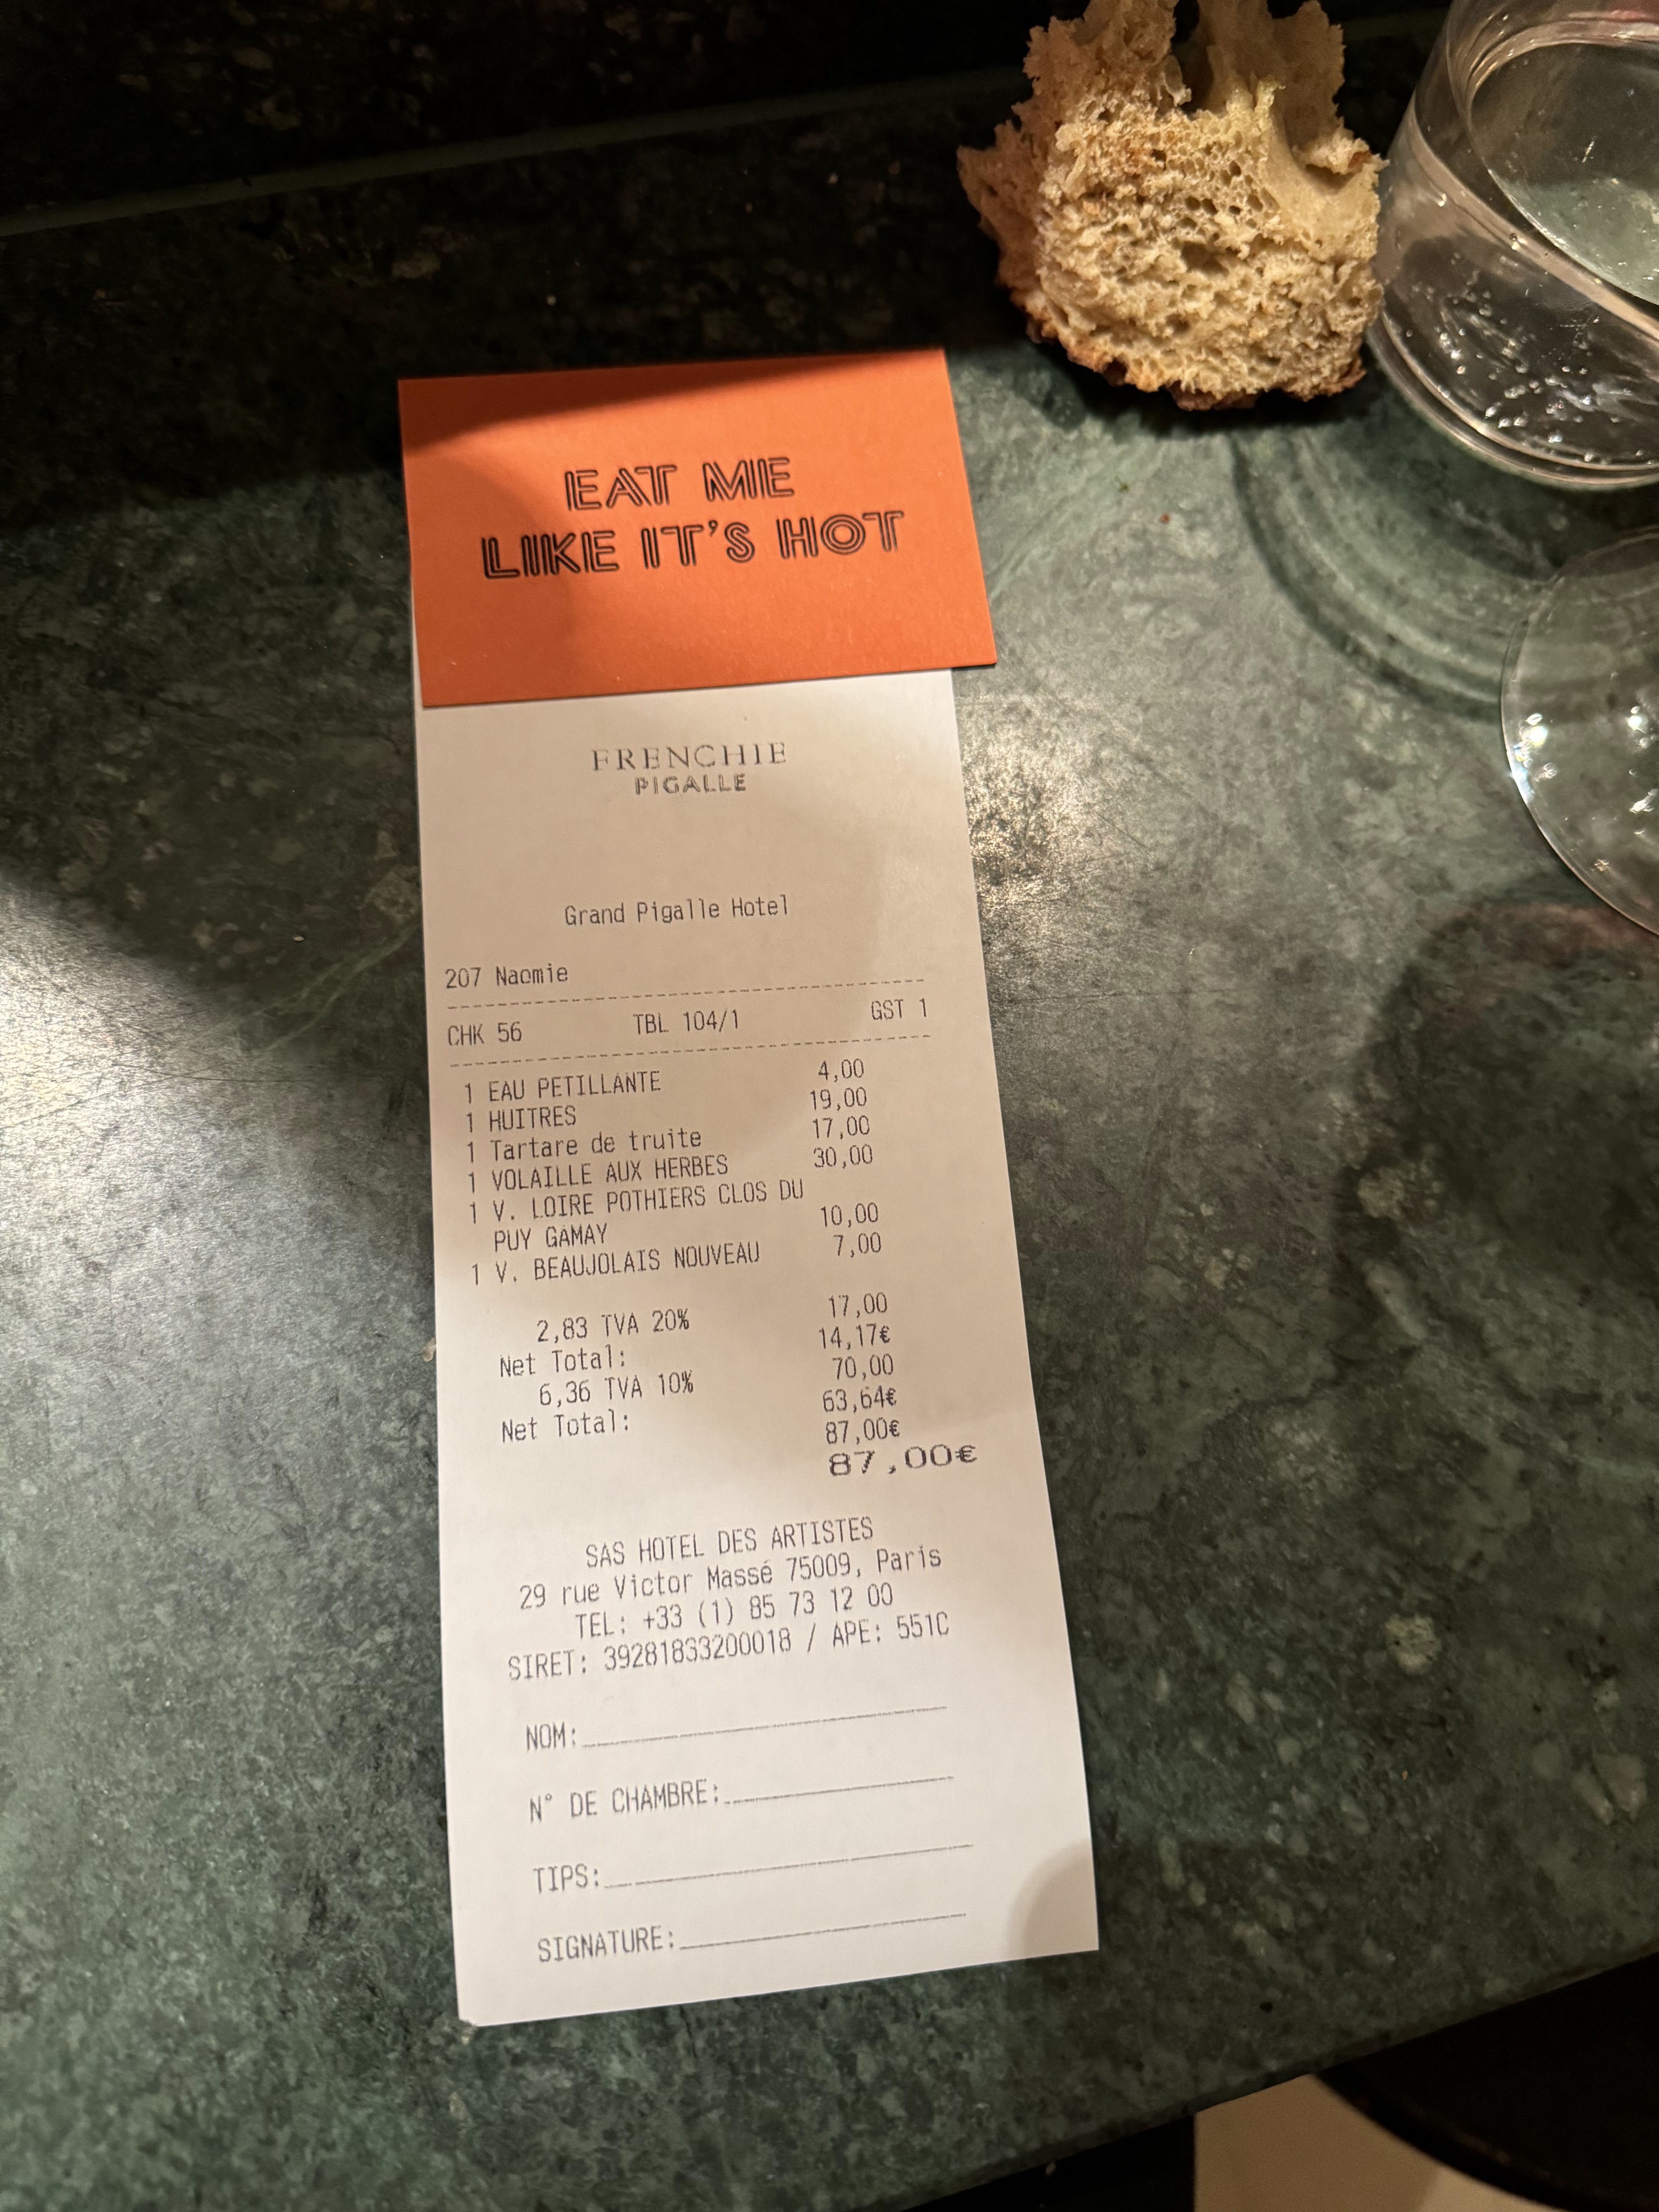 EAT ME
LIKE IT'S HOT
FRENCHIE
PIGALLE
Grand Pigalle Hotel
207 Naomie
CHK 56 TBL 104/1 GST 1
1 EAU PETILLANTE 4,00
1 HUITRES 19,00
1 Tartare de truite 17,00
1 VOLAILLE AUX HERBES 30,00
1 V. LOIRE POTHIERS CLOS DU
PUY GAMAY 10,00
1 V. BEAUJOLAIS NOUVEAU 7,00
2,83 TVA 20% 17,00
Net Total: 14,17€
6,36 TVA 10% 70,00
Net Total: 63,64€
87,00€
87,00€
SAS HOTEL DES ARTISTES
29 rue Victor Massé 75009, Paris
TEL: +33 (1) 85 73 12 00
SIRET: 39281833200018 / APE: 551C
NOM:
N° DE CHAMBRE:
TIPS:
SIGNATURE: